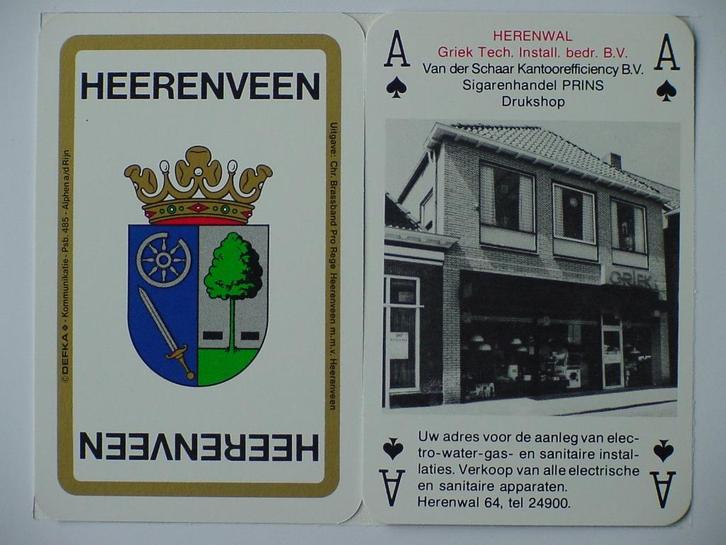 HEERENVEEN
© DEFKA - Kommunikatie - Psb. 485 - Alphen a/d Rijn
Uitgave: Chr. Brassband Pro Rege Heerenveen m.m.v. Heerenveen
HEERENVEEN
A
A
HERENWAL
Griek Tech. Install. bedr. B.V.
Van der Schaar Kantoorefficiency B.V.
Sigarenhandel PRINS
Drukshop
GRIEK
Uw adres voor de aanleg van elec-
tro-water-gas- en sanitaire instal-
laties. Verkoop van alle electrische
en sanitaire apparaten.
Herenwal 64, tel 24900.
A
A